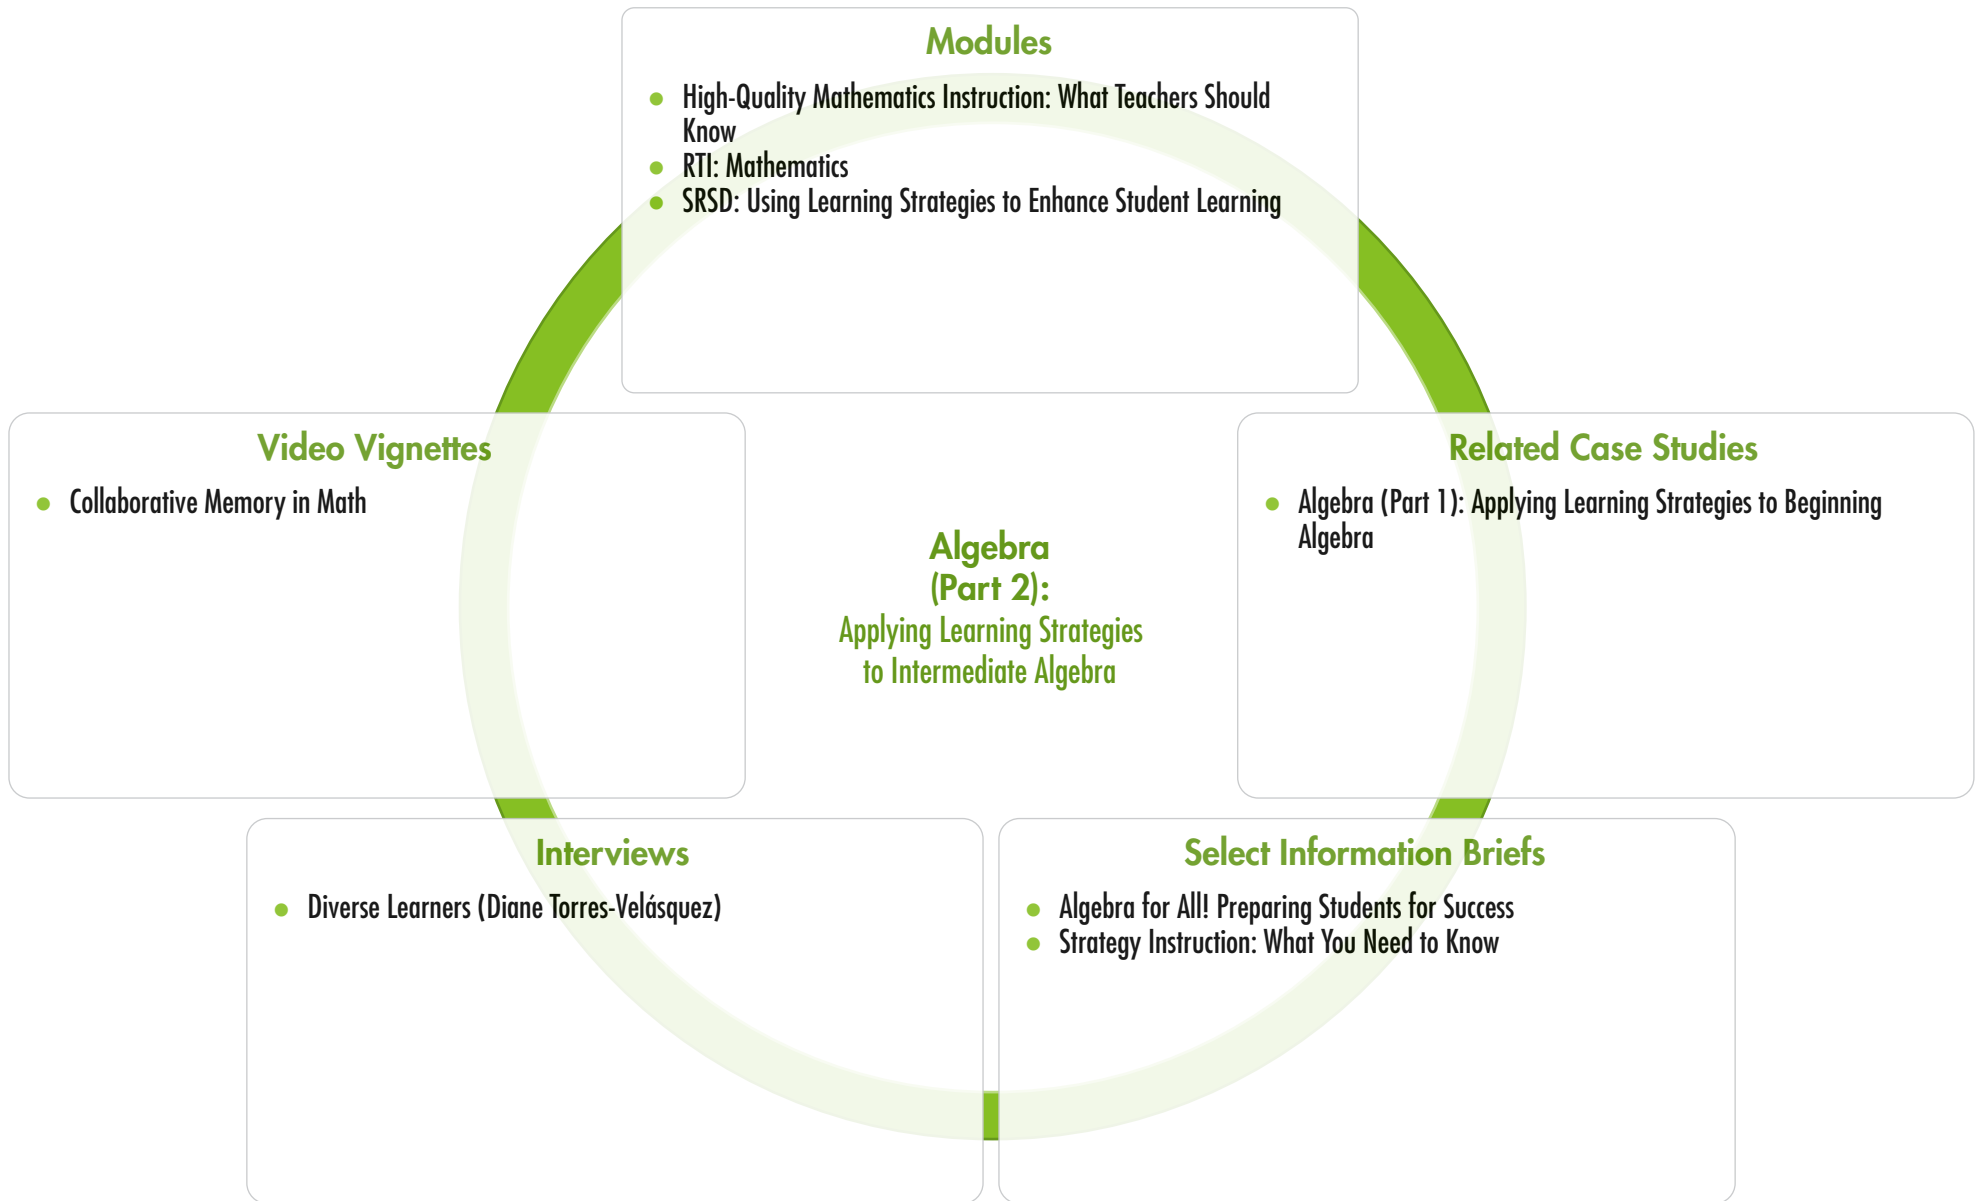 Modules
High-Quality Mathematics Instruction: What Teachers Should
Know
RTI: Mathematics
SRSD: Using Learning Strategies to Enhance Student Learning
Video Vignettes
Collaborative Memory in Math
Algebra
(Part 2):
Applying Learning Strategies
to Intermediate Algebra
Related Case Studies
Algebra (Part 1): Applying Learning Strategies to Beginning
Algebra
Interviews
Diverse Learners (Diane Torres-Velásquez)
Select Information Briefs
Algebra for All! Preparing Students for Success
Strategy Instruction: What You Need to Know